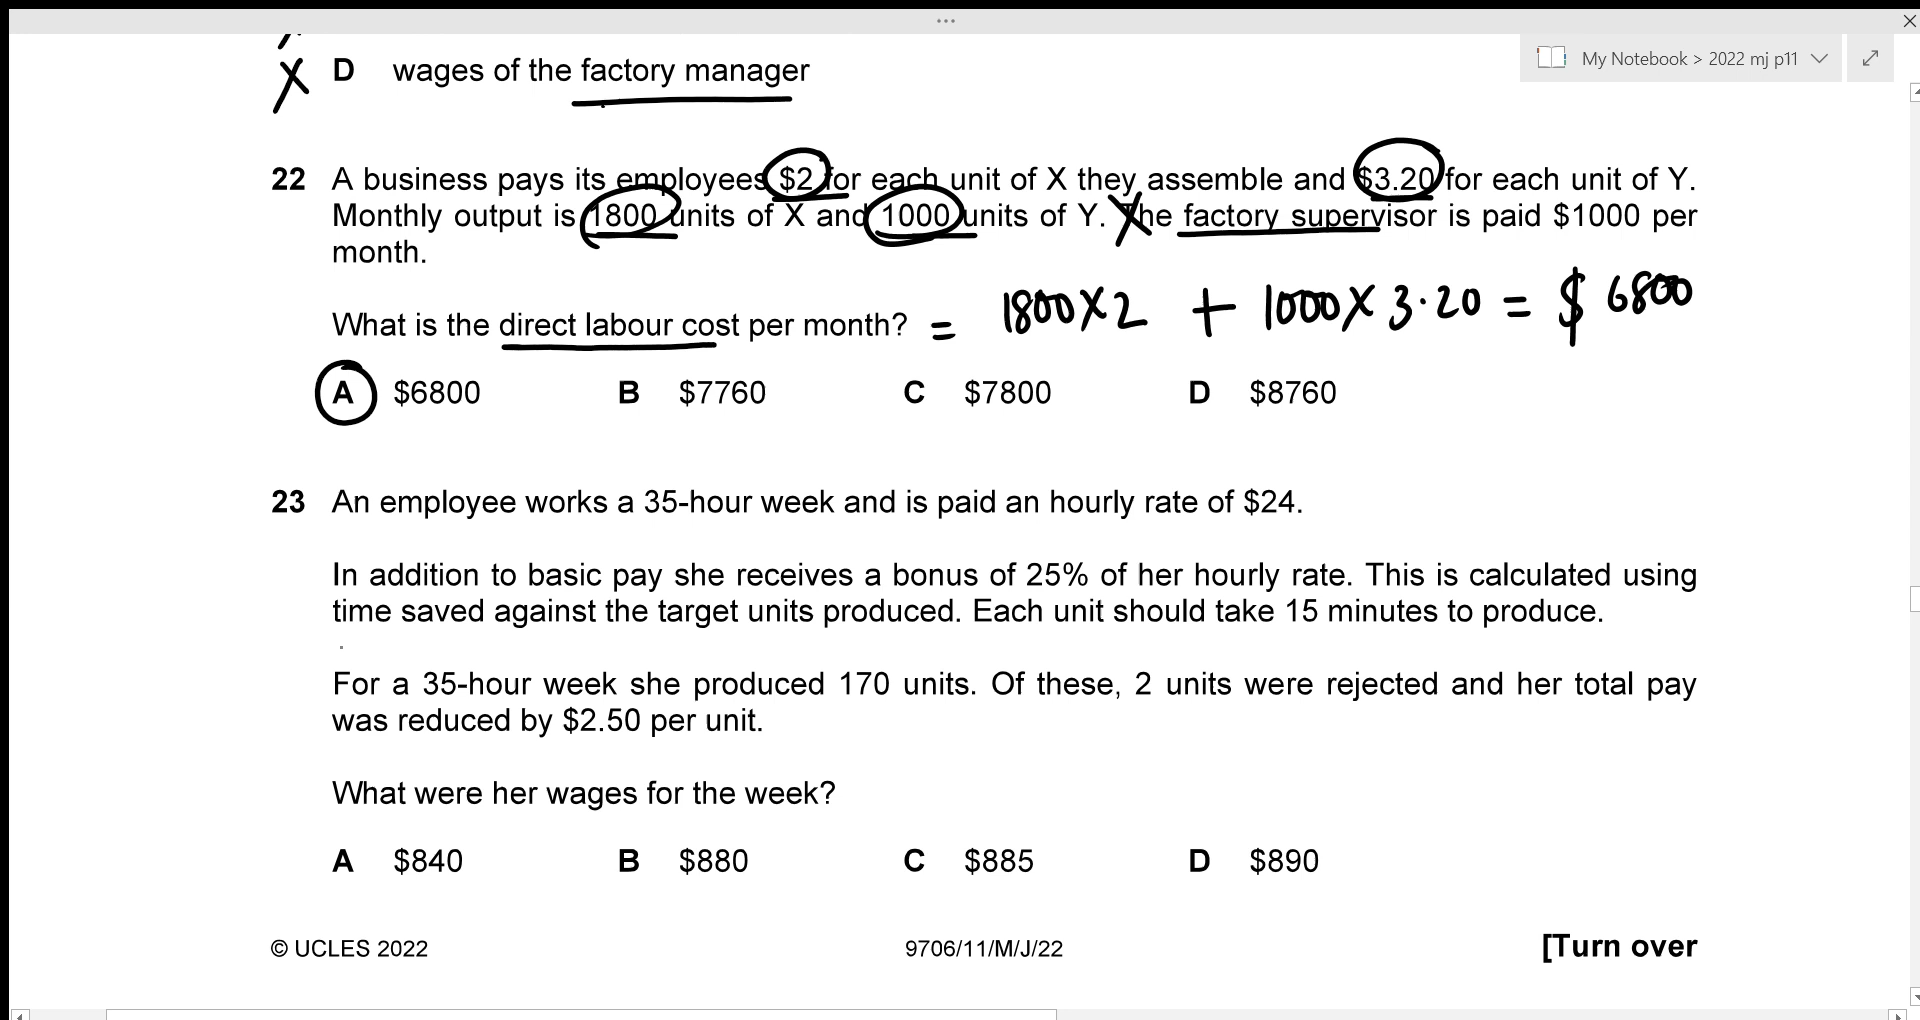 My Notebook > 2022 mj p11
X D wages of the factory manager
22 A business pays its employees $2 for each unit of X they assemble and $3.20 for each unit of Y.
Monthly output is 1800 units of X and 1000 units of Y. The factory supervisor is paid $1000 per
month.
What is the direct labour cost per month? = 1800 X 2 + 1000 X 3.20 = $ 6800
A $6800 B $7760 C $7800 D $8760
23 An employee works a 35-hour week and is paid an hourly rate of $24.
In addition to basic pay she receives a bonus of 25% of her hourly rate. This is calculated using
time saved against the target units produced. Each unit should take 15 minutes to produce.
For a 35-hour week she produced 170 units. Of these, 2 units were rejected and her total pay
was reduced by $2.50 per unit.
What were her wages for the week?
A $840 B $880 C $885 D $890
© UCLES 2022 9706/11/M/J/22 [Turn over